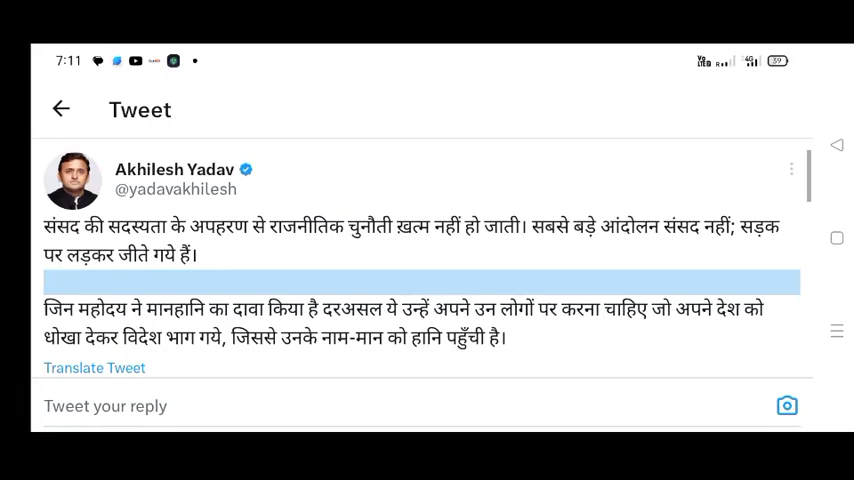 7:11
39
Tweet
Akhilesh Yadav
@yadavakhilesh
संसद की सदस्यता के अपहरण से राजनीतिक चुनौती ख़त्म नहीं हो जाती। सबसे बड़े आंदोलन संसद नहीं; सड़क
पर लड़कर जीते गये हैं।
जिन महोदय ने मानहानि का दावा किया है दरअसल ये उन्हें अपने उन लोगों पर करना चाहिए जो अपने देश को
धोखा देकर विदेश भाग गये, जिससे उनके नाम-मान को हानि पहुँची है।
Translate Tweet
Tweet your reply